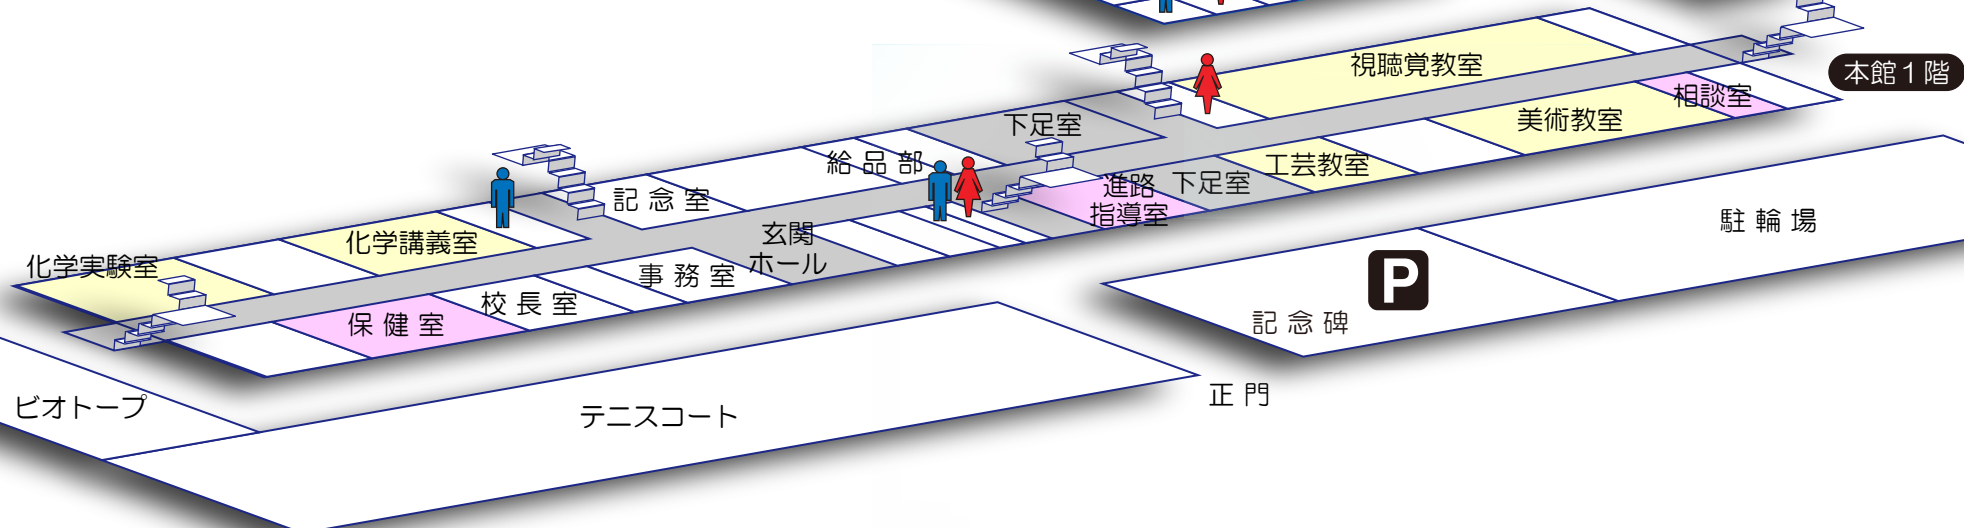 本館1階
視聴覚教室
相談室
美術教室
下足室
工芸教室
給品部
進路
指導室
下足室
記念室
玄関
ホール
化学講義室
事務室
校長室
化学実験室
保健室
駐輪場
P
記念碑
正門
ビオトープ
テニスコート